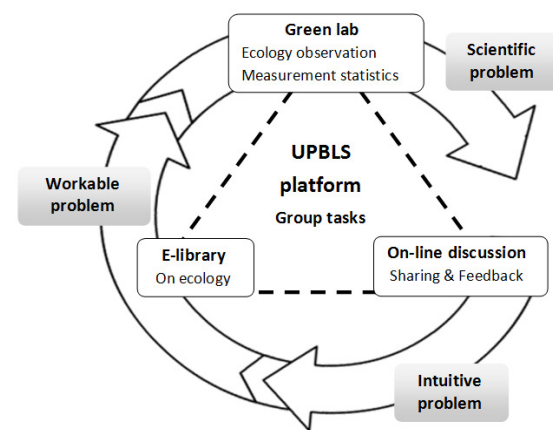 Green lab
Ecology observation
Measurement statistics
Scientific
problem
UPBLS
platform
Group tasks
Workable
problem
E-library
On ecology
On-line discussion
Sharing & Feedback
Intuitive
problem